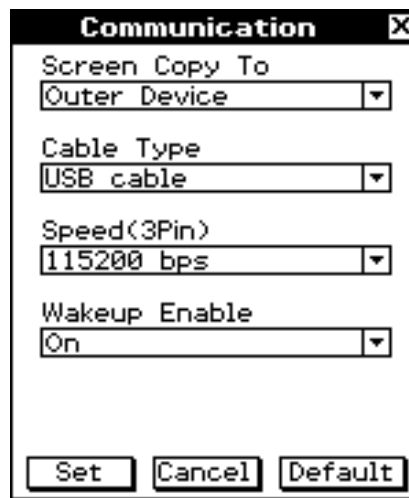 Communication X
Screen Copy To
Outer Device
Cable Type
USB cable
Speed(3Pin)
115200 bps
Wakeup Enable
On
Set Cancel Default